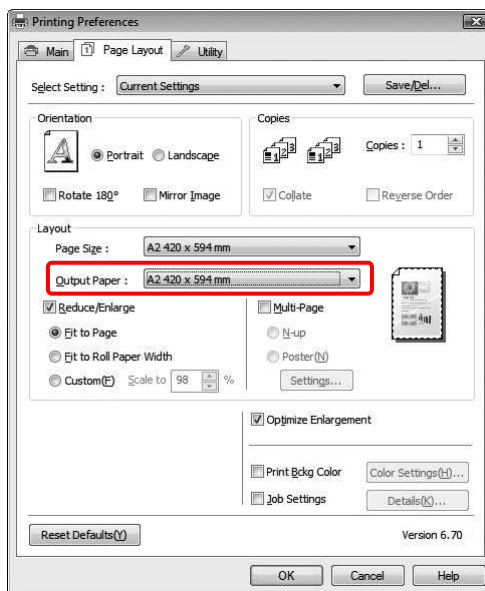 Printing Preferences
Main Page Layout Utility
Select Setting : Current Settings Save/Del...
Orientation
Portrait Landscape
Rotate 180° Mirror Image
Copies
Copies : 1
Collate Reverse Order
Layout
Page Size : A2 420 x 594 mm
Output Paper : A2 420 x 594 mm
Reduce/Enlarge
Fit to Page
Fit to Roll Paper Width
Custom(F) Scale to 98 %
Multi-Page
N-up
Poster(N)
Settings...
Optimize Enlargement
Print Bckg Color Color Settings(H)...
Job Settings Details(K)...
Reset Defaults(Y) Version 6.70
OK Cancel Help